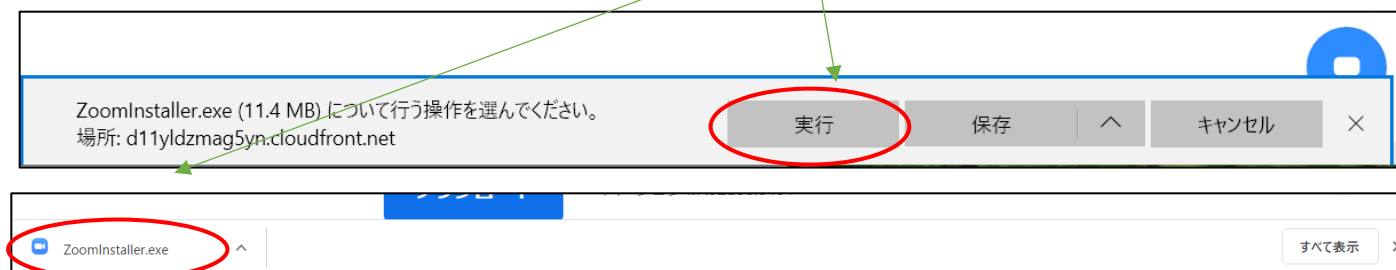 ZoomInstaller.exe (11.4 MB) について行う操作を選んでください。
場所: d11yldzmag5yn.cloudfront.net
実行
保存
キャンセル
ZoomInstaller.exe
すべて表示